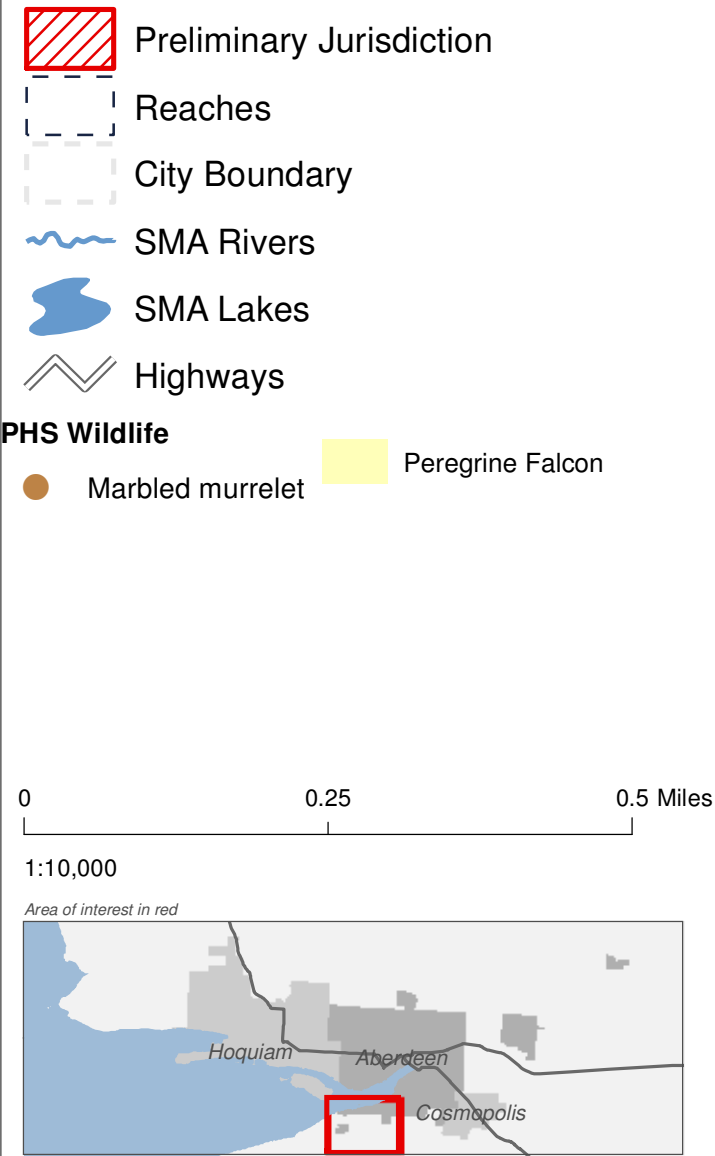 Preliminary Jurisdiction
Reaches
City Boundary
SMA Rivers
SMA Lakes
Highways
PHS Wildlife
Peregrine Falcon
Marbled murrelet
0 0.25 0.5 Miles
1:10,000
Area of interest in red
Hoquiam
Aberdeen
Cosmopolis